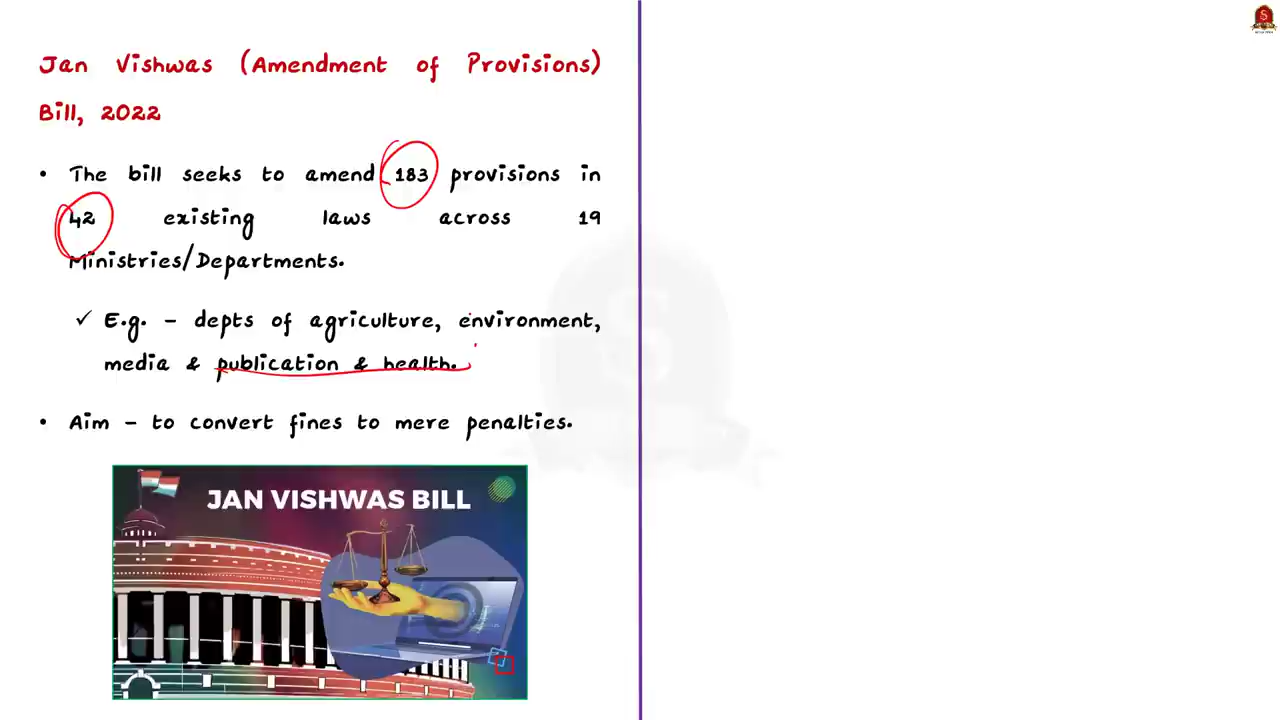 Jan Vishwas (Amendment of Provisions)
Bill, 2022
• The bill seeks to amend 183 provisions in
42 existing laws across 19
Ministries/Departments.
✓ E.g. - depts of agriculture, environment,
media & publication & health.
• Aim - to convert fines to mere penalties.
JAN VISHWAS BILL